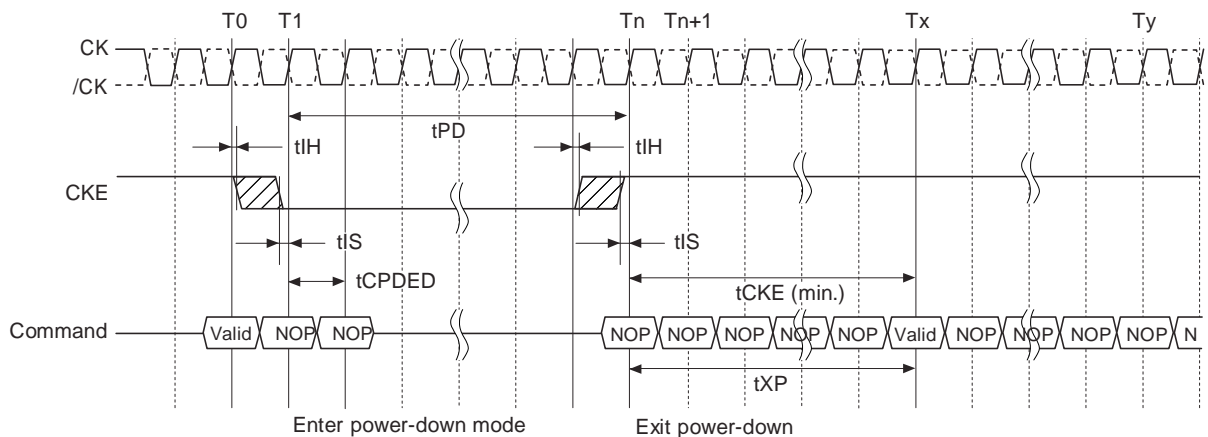 T0 T1 Tn Tn+1 Tx Ty
CK
/CK
tPD
tIH tIH
CKE
tIS tIS
tCPDED
tCKE (min.)
Command Valid NOP NOP NOP NOP NOP NOP NOP Valid NOP NOP NOP NOP N
tXP
Enter power-down mode Exit power-down